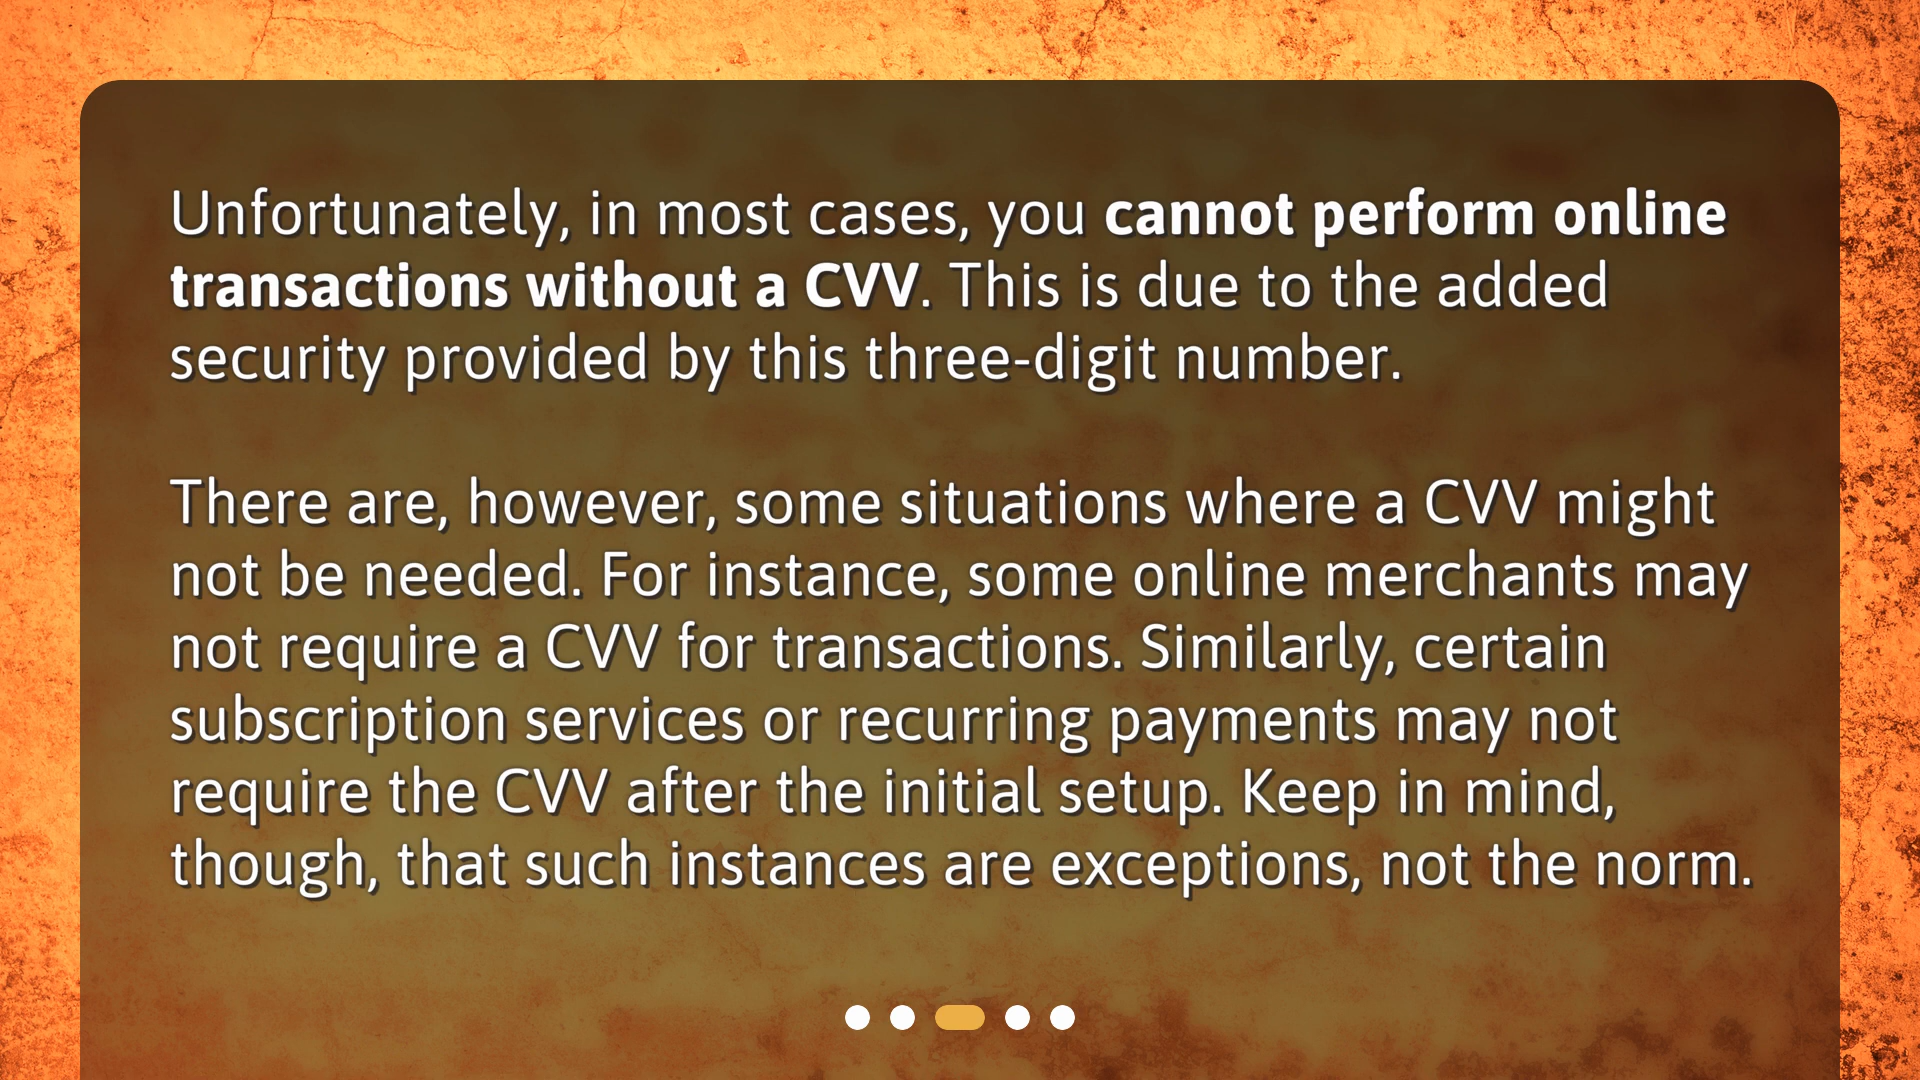 Unfortunately, in most cases, you cannot perform online
transactions without a CVV. This is due to the added
security provided by this three-digit number.
There are, however, some situations where a CVV might
not be needed. For instance, some online merchants may
not require a CVV for transactions. Similarly, certain
subscription services or recurring payments may not
require the CVV after the initial setup. Keep in mind,
though, that such instances are exceptions, not the norm.